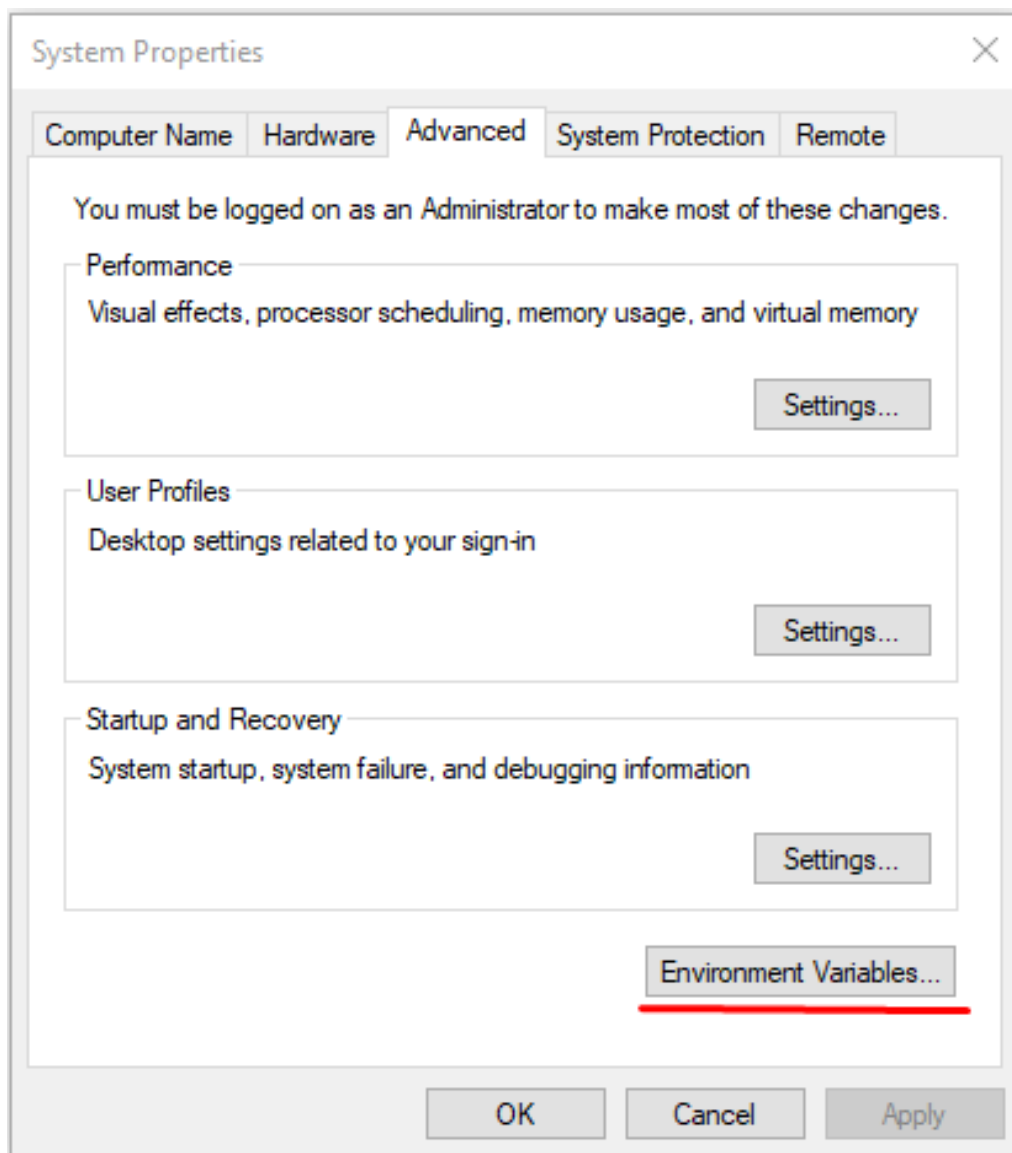 System Properties
Computer Name Hardware Advanced System Protection Remote
You must be logged on as an Administrator to make most of these changes.
Performance
Visual effects, processor scheduling, memory usage, and virtual memory
Settings...
User Profiles
Desktop settings related to your sign-in
Settings...
Startup and Recovery
System startup, system failure, and debugging information
Settings...
Environment Variables...
OK Cancel Apply